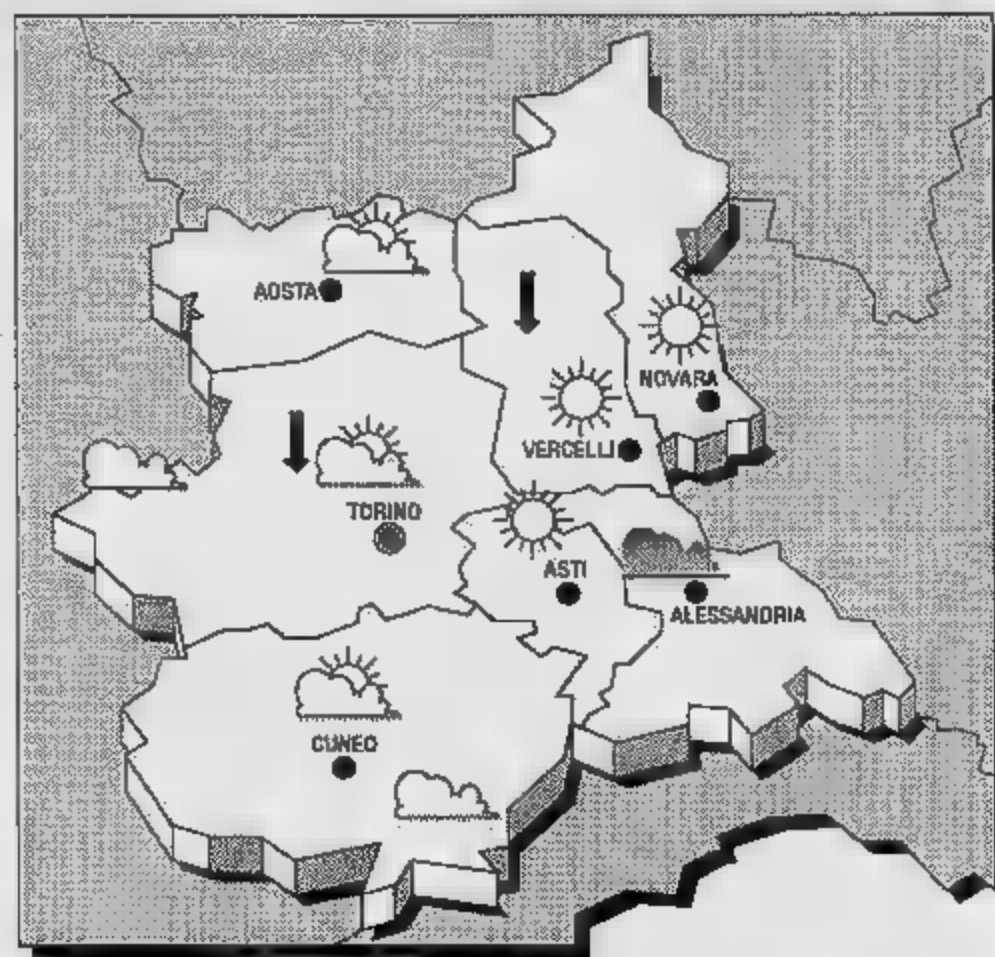 AOSTA
NOVARA
VERCELLI
TORINO
ASTI
ALESSANDRIA
CUNEO